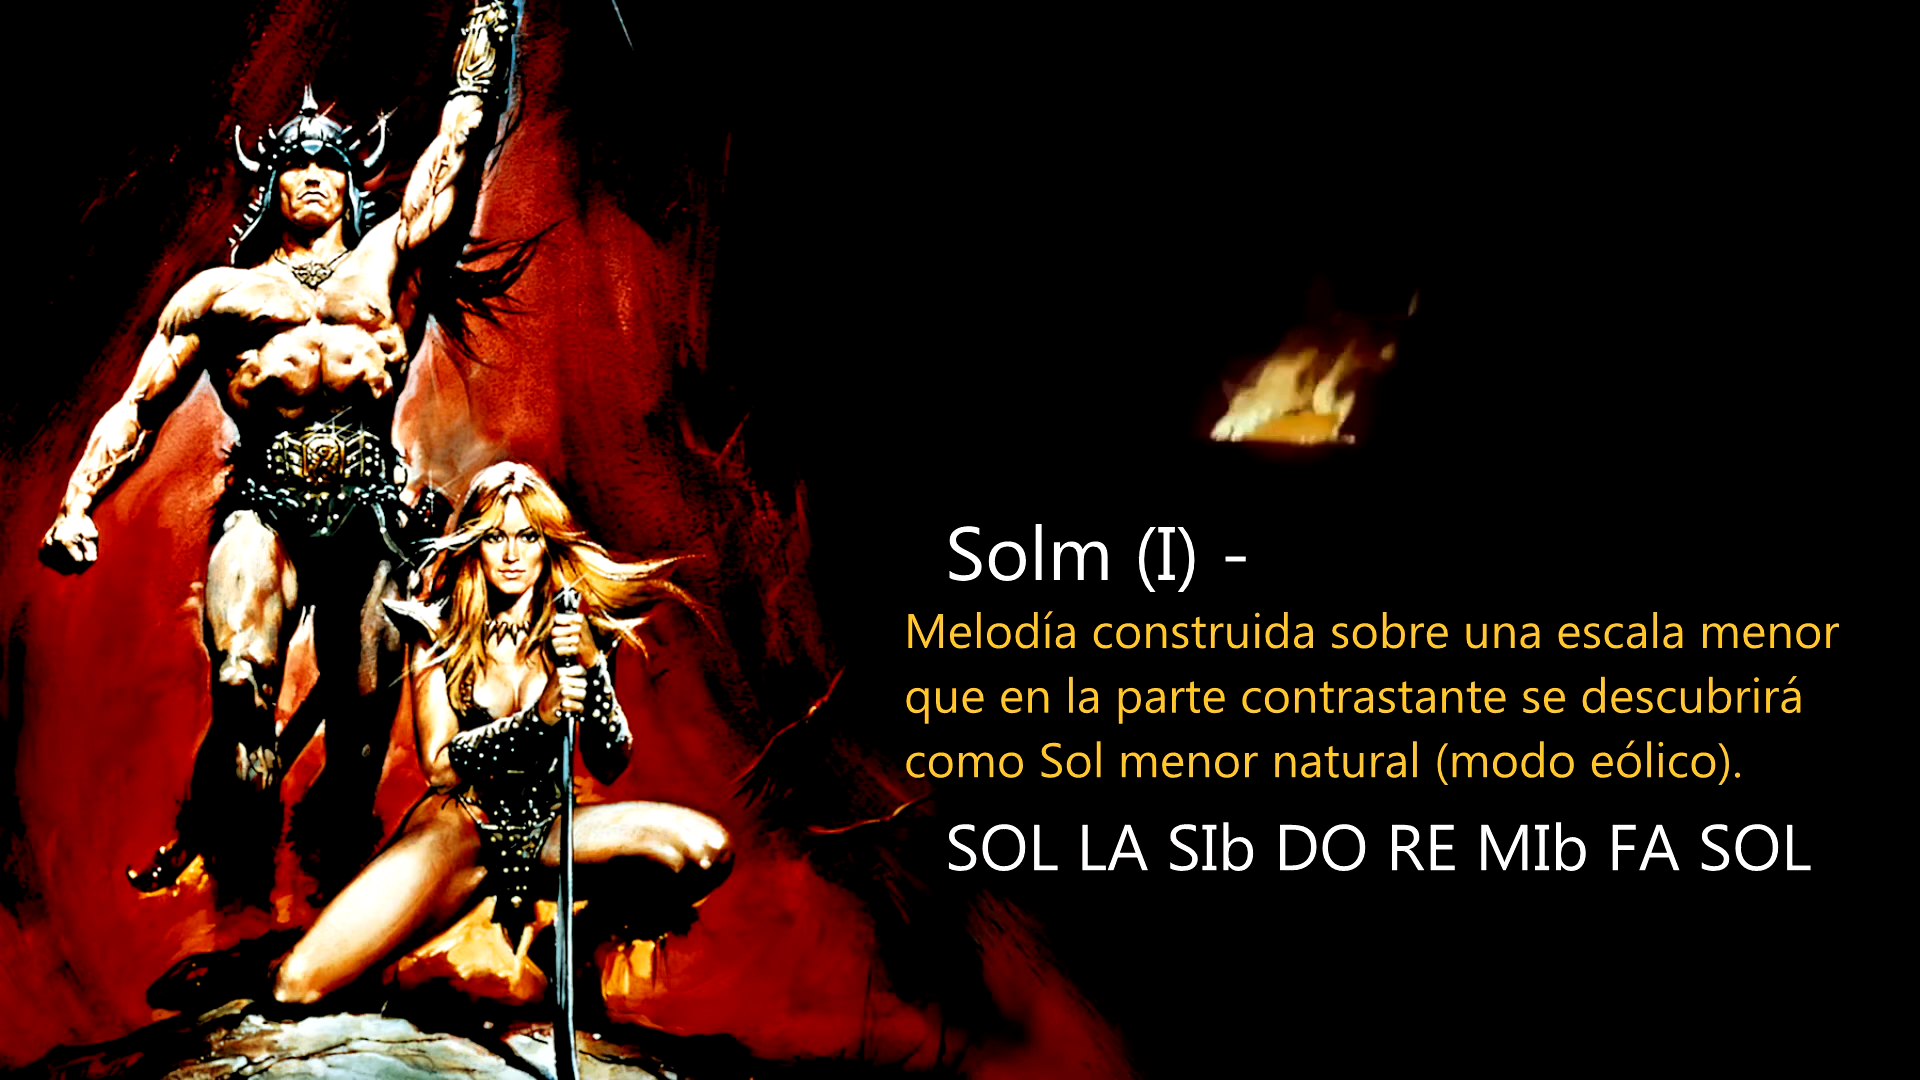 Solm (I) -
Melodía construida sobre una escala menor
que en la parte contrastante se descubrirá
como Sol menor natural (modo eólico).
SOL LA SIb DO RE MIb FA SOL